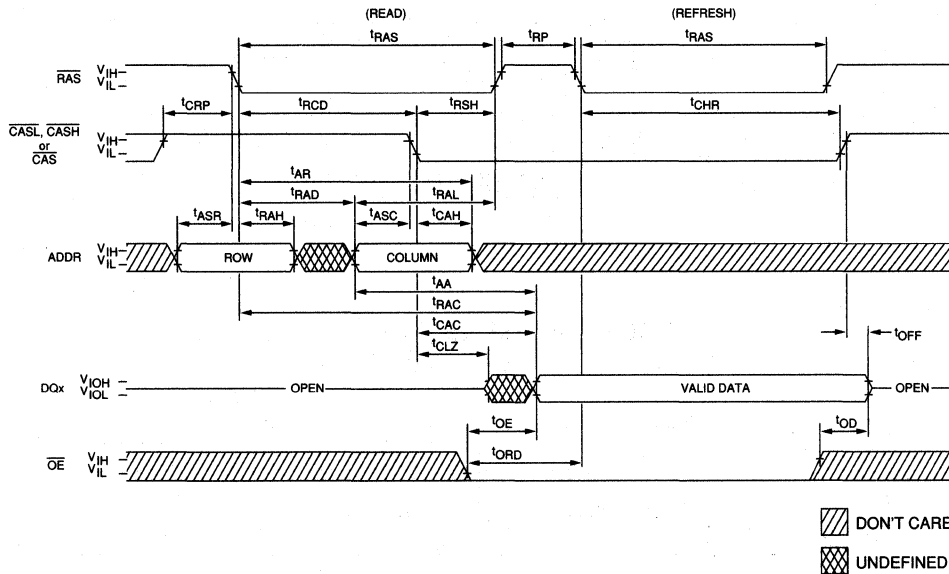 (READ) (REFRESH)
tRAS tRP tRAS
RAS VIH VIL
tCRP tRCD tRSH tCHR
CASL, CASH or CAS VIH VIL
tAR
tRAD tRAL
tASR tRAH tASC tCAH
ADDR VIH VIL ROW COLUMN
tAA
tRAC
tCAC tOFF
tCLZ
DQx VIOH VIOL OPEN VALID DATA OPEN
tOE tOD
OE VIH VIL tORD
DON'T CARE
UNDEFINED